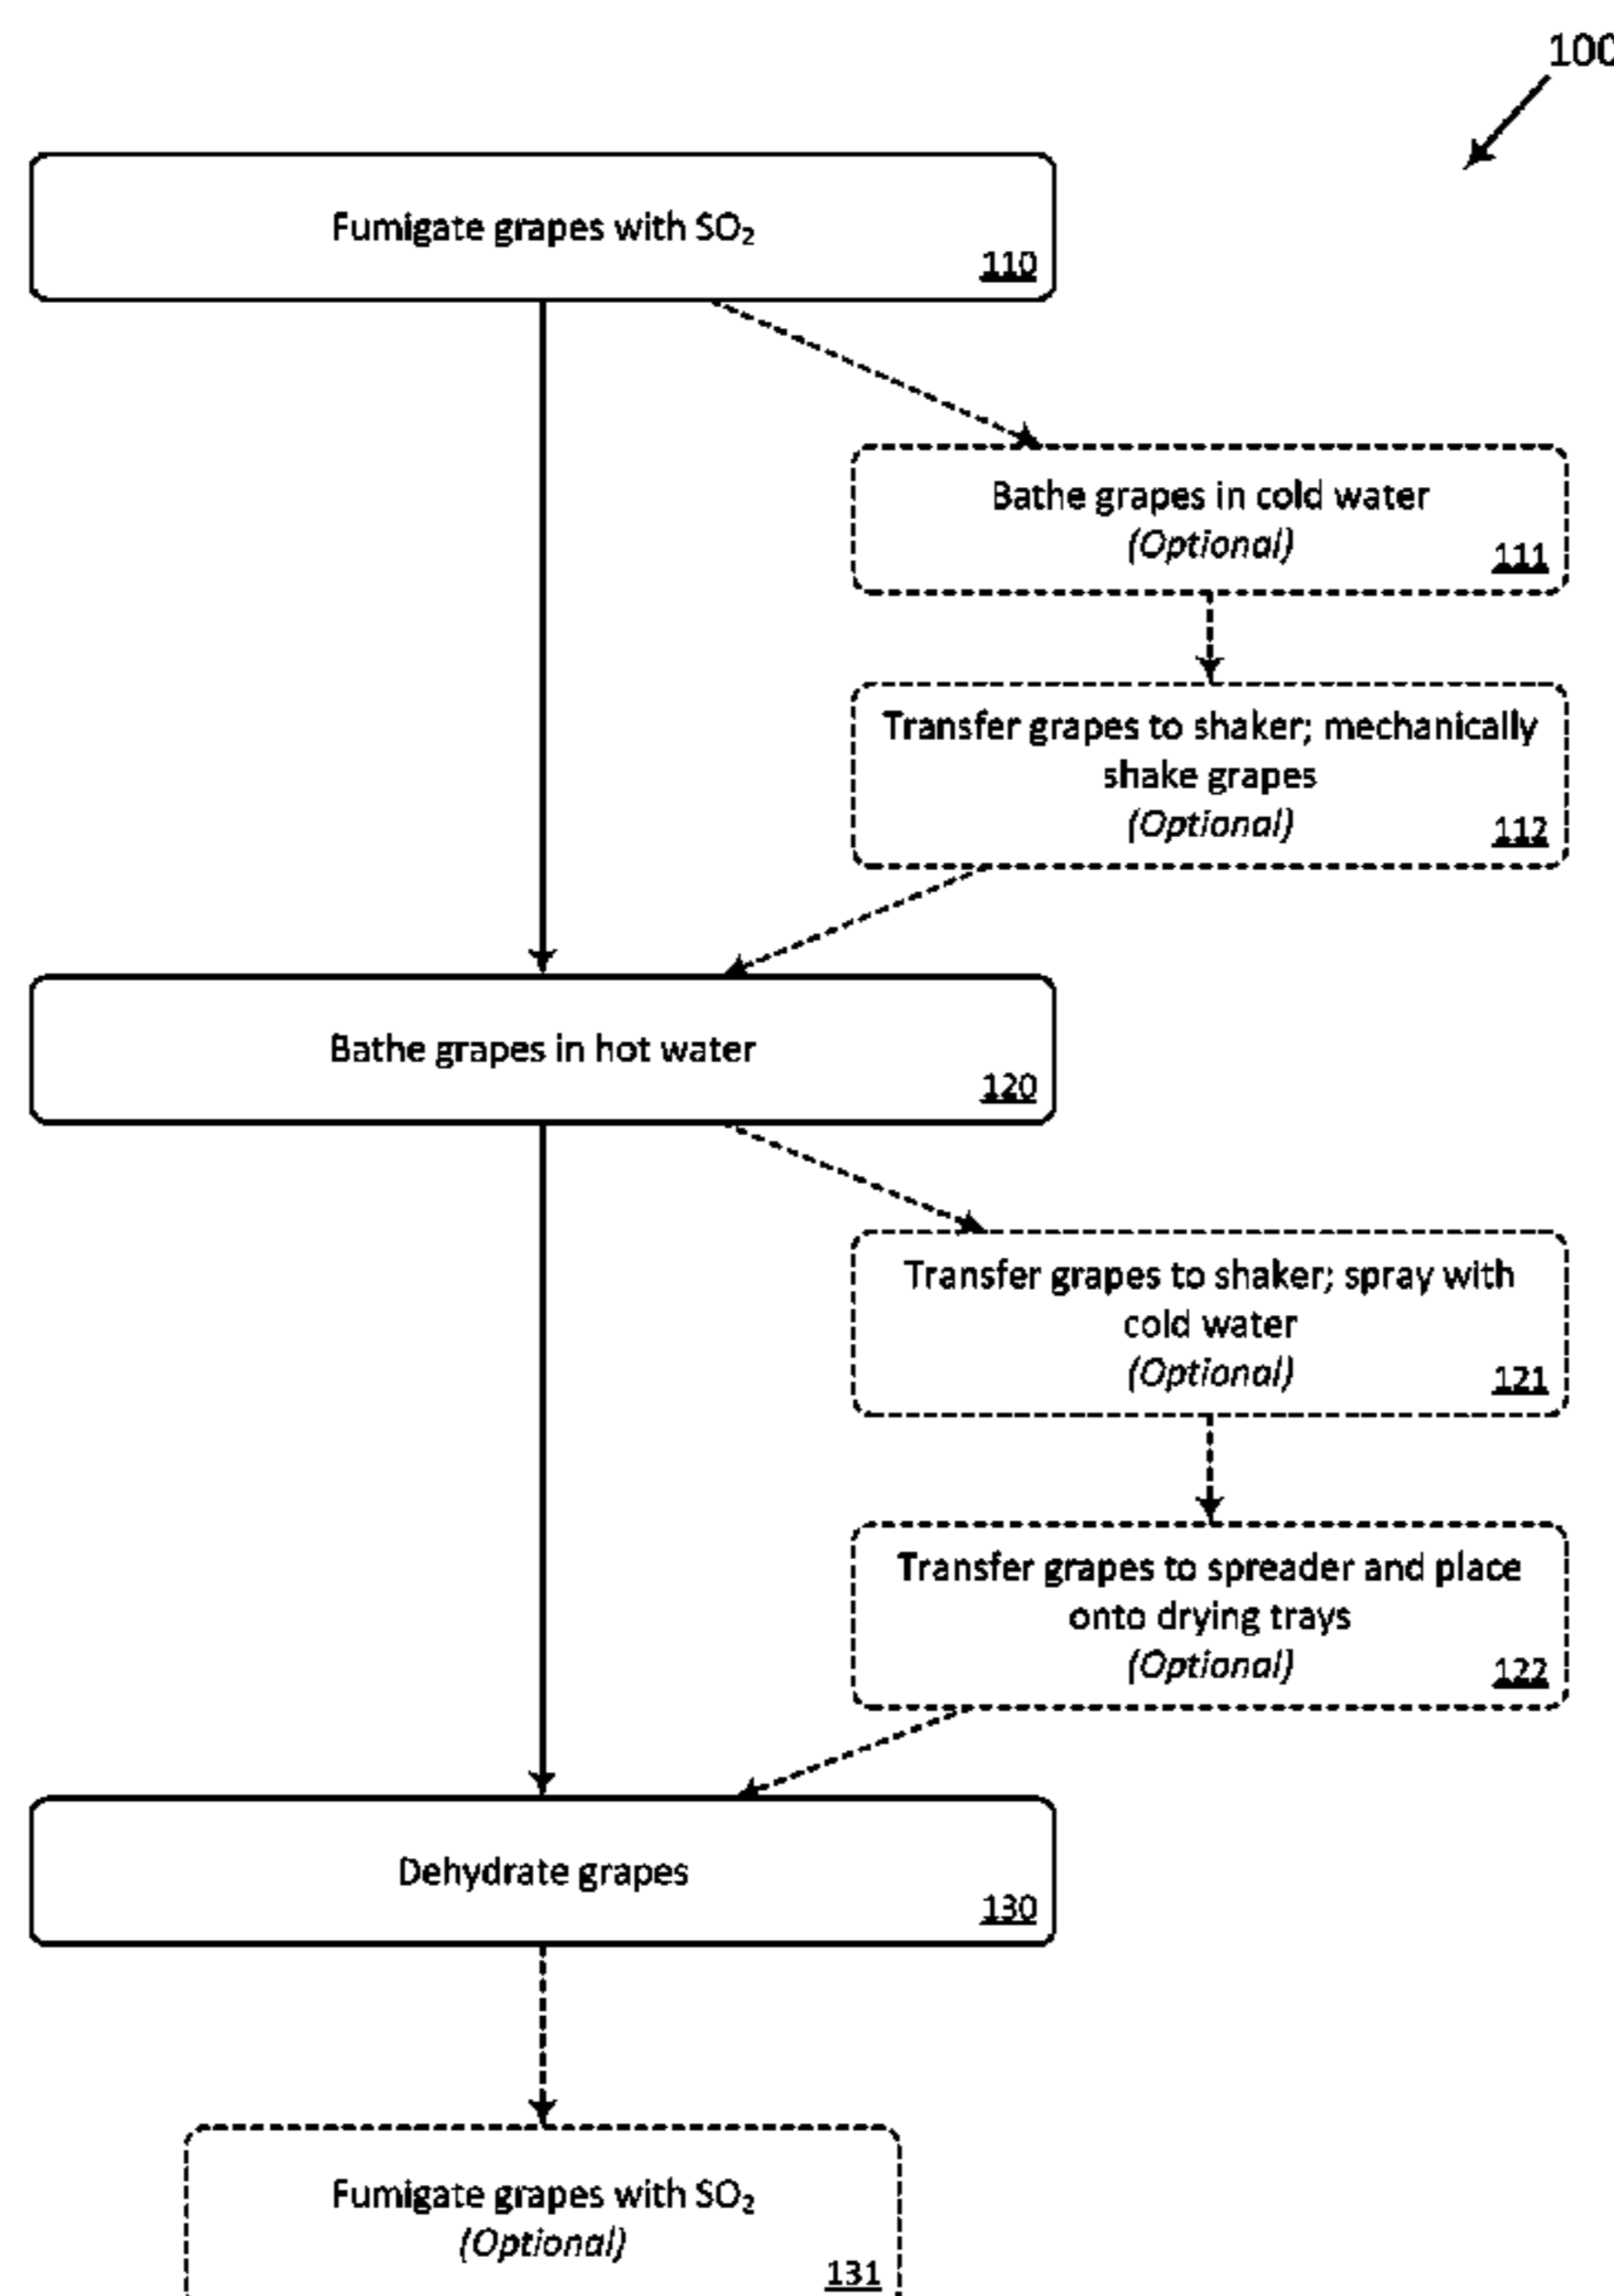 100
Fumigate grapes with SO₂
110
Bathe grapes in cold water
(Optional)
111
Transfer grapes to shaker; mechanically
shake grapes
(Optional)
112
Bathe grapes in hot water
120
Transfer grapes to shaker; spray with
cold water
(Optional)
121
Transfer grapes to spreader and place
onto drying trays
(Optional)
122
Dehydrate grapes
130
Fumigate grapes with SO₂
(Optional)
131